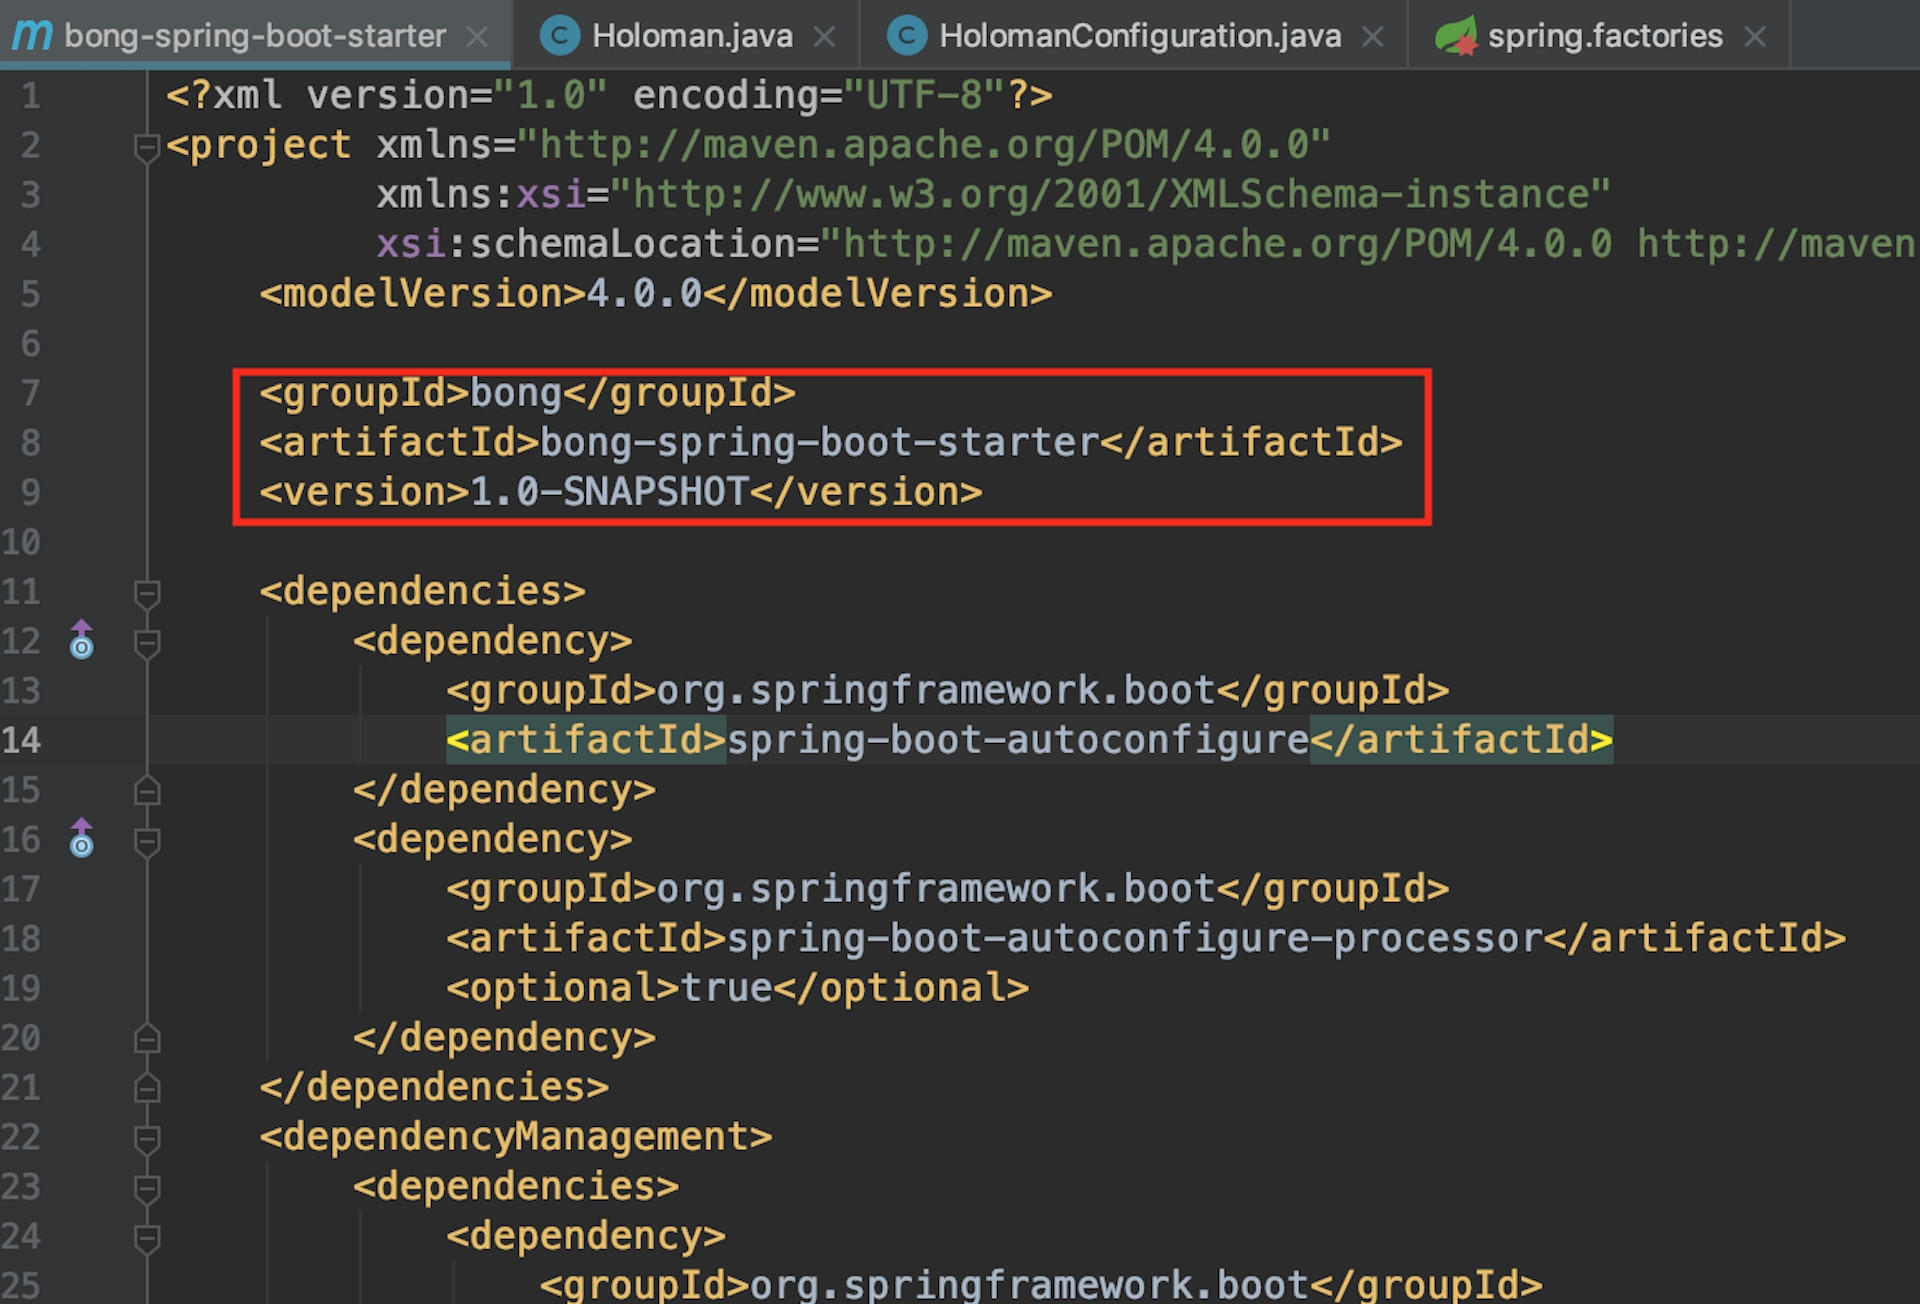 bong-spring-boot-starter Holoman.java HolomanConfiguration.java spring.factories
1 <?xml version="1.0" encoding="UTF-8"?>
2 <project xmlns="http://maven.apache.org/POM/4.0.0"
3 xmlns:xsi="http://www.w3.org/2001/XMLSchema-instance"
4 xsi:schemaLocation="http://maven.apache.org/POM/4.0.0 http://maven
5 <modelVersion>4.0.0</modelVersion>
6
7 <groupId>bong</groupId>
8 <artifactId>bong-spring-boot-starter</artifactId>
9 <version>1.0-SNAPSHOT</version>
10
11 <dependencies>
12 <dependency>
13 <groupId>org.springframework.boot</groupId>
14 <artifactId>spring-boot-autoconfigure</artifactId>
15 </dependency>
16 <dependency>
17 <groupId>org.springframework.boot</groupId>
18 <artifactId>spring-boot-autoconfigure-processor</artifactId>
19 <optional>true</optional>
20 </dependency>
21 </dependencies>
22 <dependencyManagement>
23 <dependencies>
24 <dependency>
25 <groupId>org.springframework.boot</groupId>